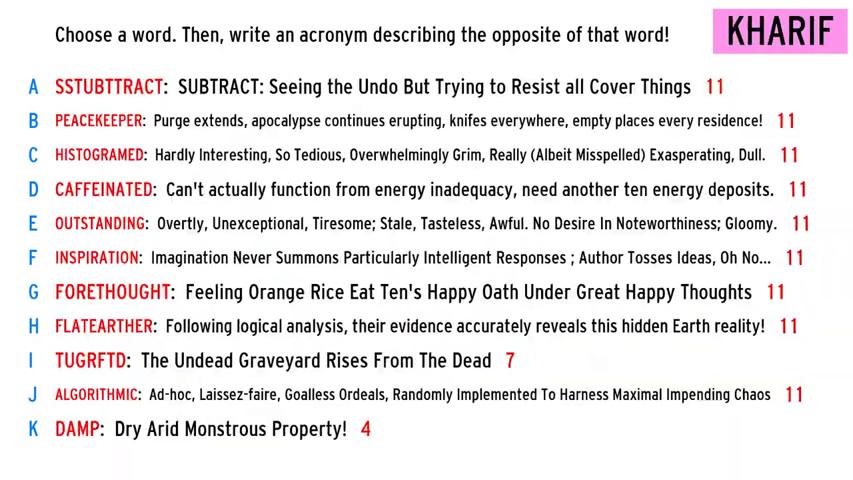 Choose a word. Then, write an acronym describing the opposite of that word!
KHARIF
A SSTUBTTRACT: SUBTRACT: Seeing the Undo But Trying to Resist all Cover Things 11
B PEACEKEEPER: Purge extends, apocalypse continues erupting, knifes everywhere, empty places every residence! 11
C HISTOGRAMED: Hardly Interesting, So Tedious, Overwhelmingly Grim, Really (Albeit Misspelled) Exasperating, Dull. 11
D CAFFEINATED: Can't actually function from energy inadequacy, need another ten energy deposits. 11
E OUTSTANDING: Overtly, Unexceptional, Tiresome; Stale, Tasteless, Awful. No Desire In Noteworthiness; Gloomy. 11
F INSPIRATION: Imagination Never Summons Particularly Intelligent Responses ; Author Tosses Ideas, Oh No... 11
G FORETHOUGHT: Feeling Orange Rice Eat Ten's Happy Oath Under Great Happy Thoughts 11
H FLATEARTHER: Following logical analysis, their evidence accurately reveals this hidden Earth reality! 11
I TUGRFTD: The Undead Graveyard Rises From The Dead 7
J ALGORITHMIC: Ad-hoc, Laissez-faire, Goalless Ordeals, Randomly Implemented To Harness Maximal Impending Chaos 11
K DAMP: Dry Arid Monstrous Property! 4